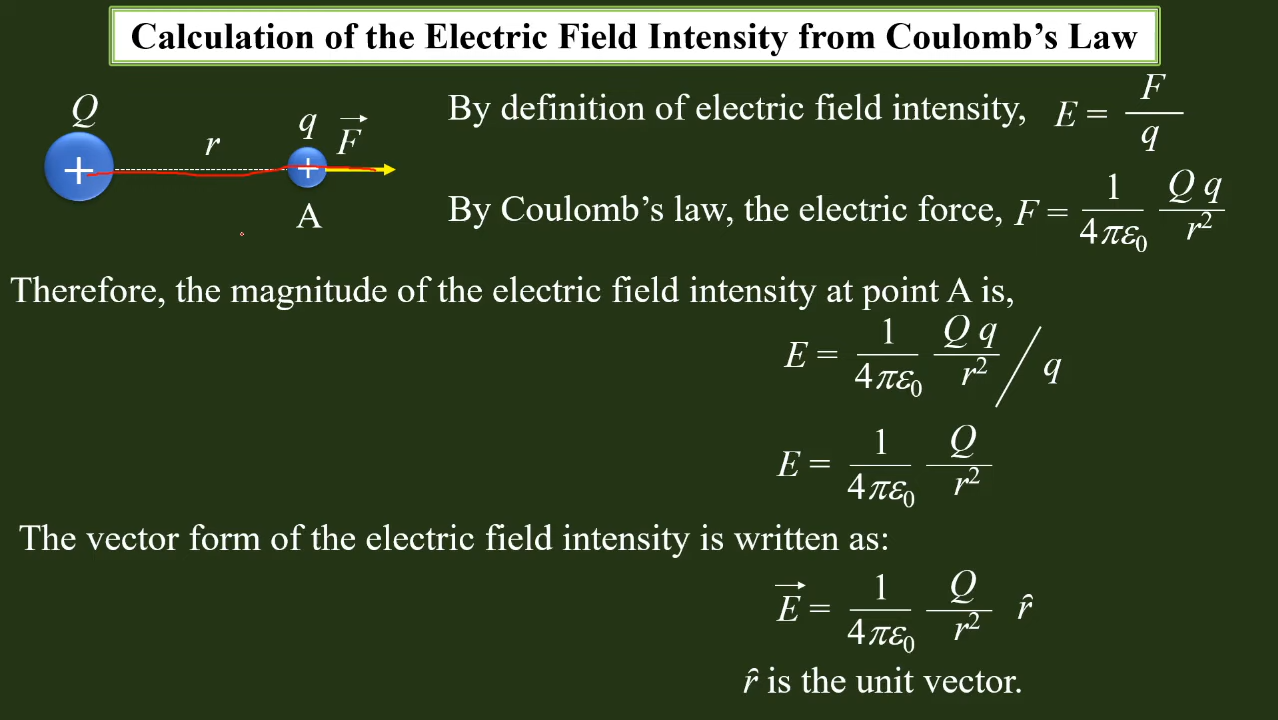 Calculation of the Electric Field Intensity from Coulomb’s Law
Q
+
r
q
+
F
A
By definition of electric field intensity, E = F / q
By Coulomb’s law, the electric force, F = 1 / 4πε₀ Q q / r²
Therefore, the magnitude of the electric field intensity at point A is,
E = 1 / 4πε₀ Q q / r² / q
E = 1 / 4πε₀ Q / r²
The vector form of the electric field intensity is written as:
E = 1 / 4πε₀ Q / r² r̂
r̂ is the unit vector.